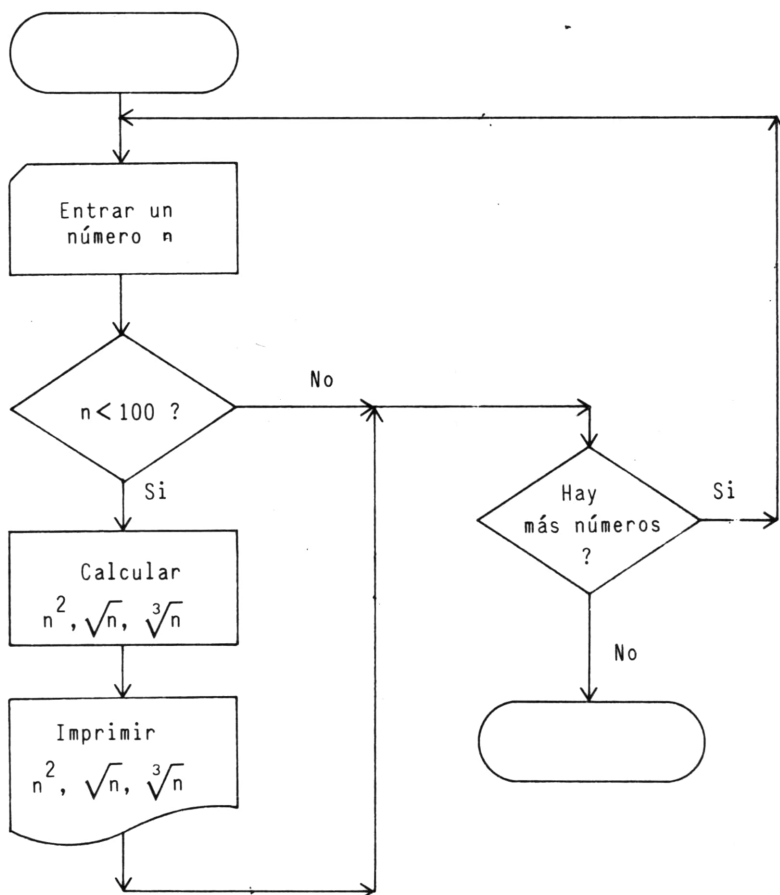 Entrar un
número n
n < 100 ?
No
Si
Calcular
n², √n, ∛n
Imprimir
n², √n, ∛n
Hay
más números
?
Si
No